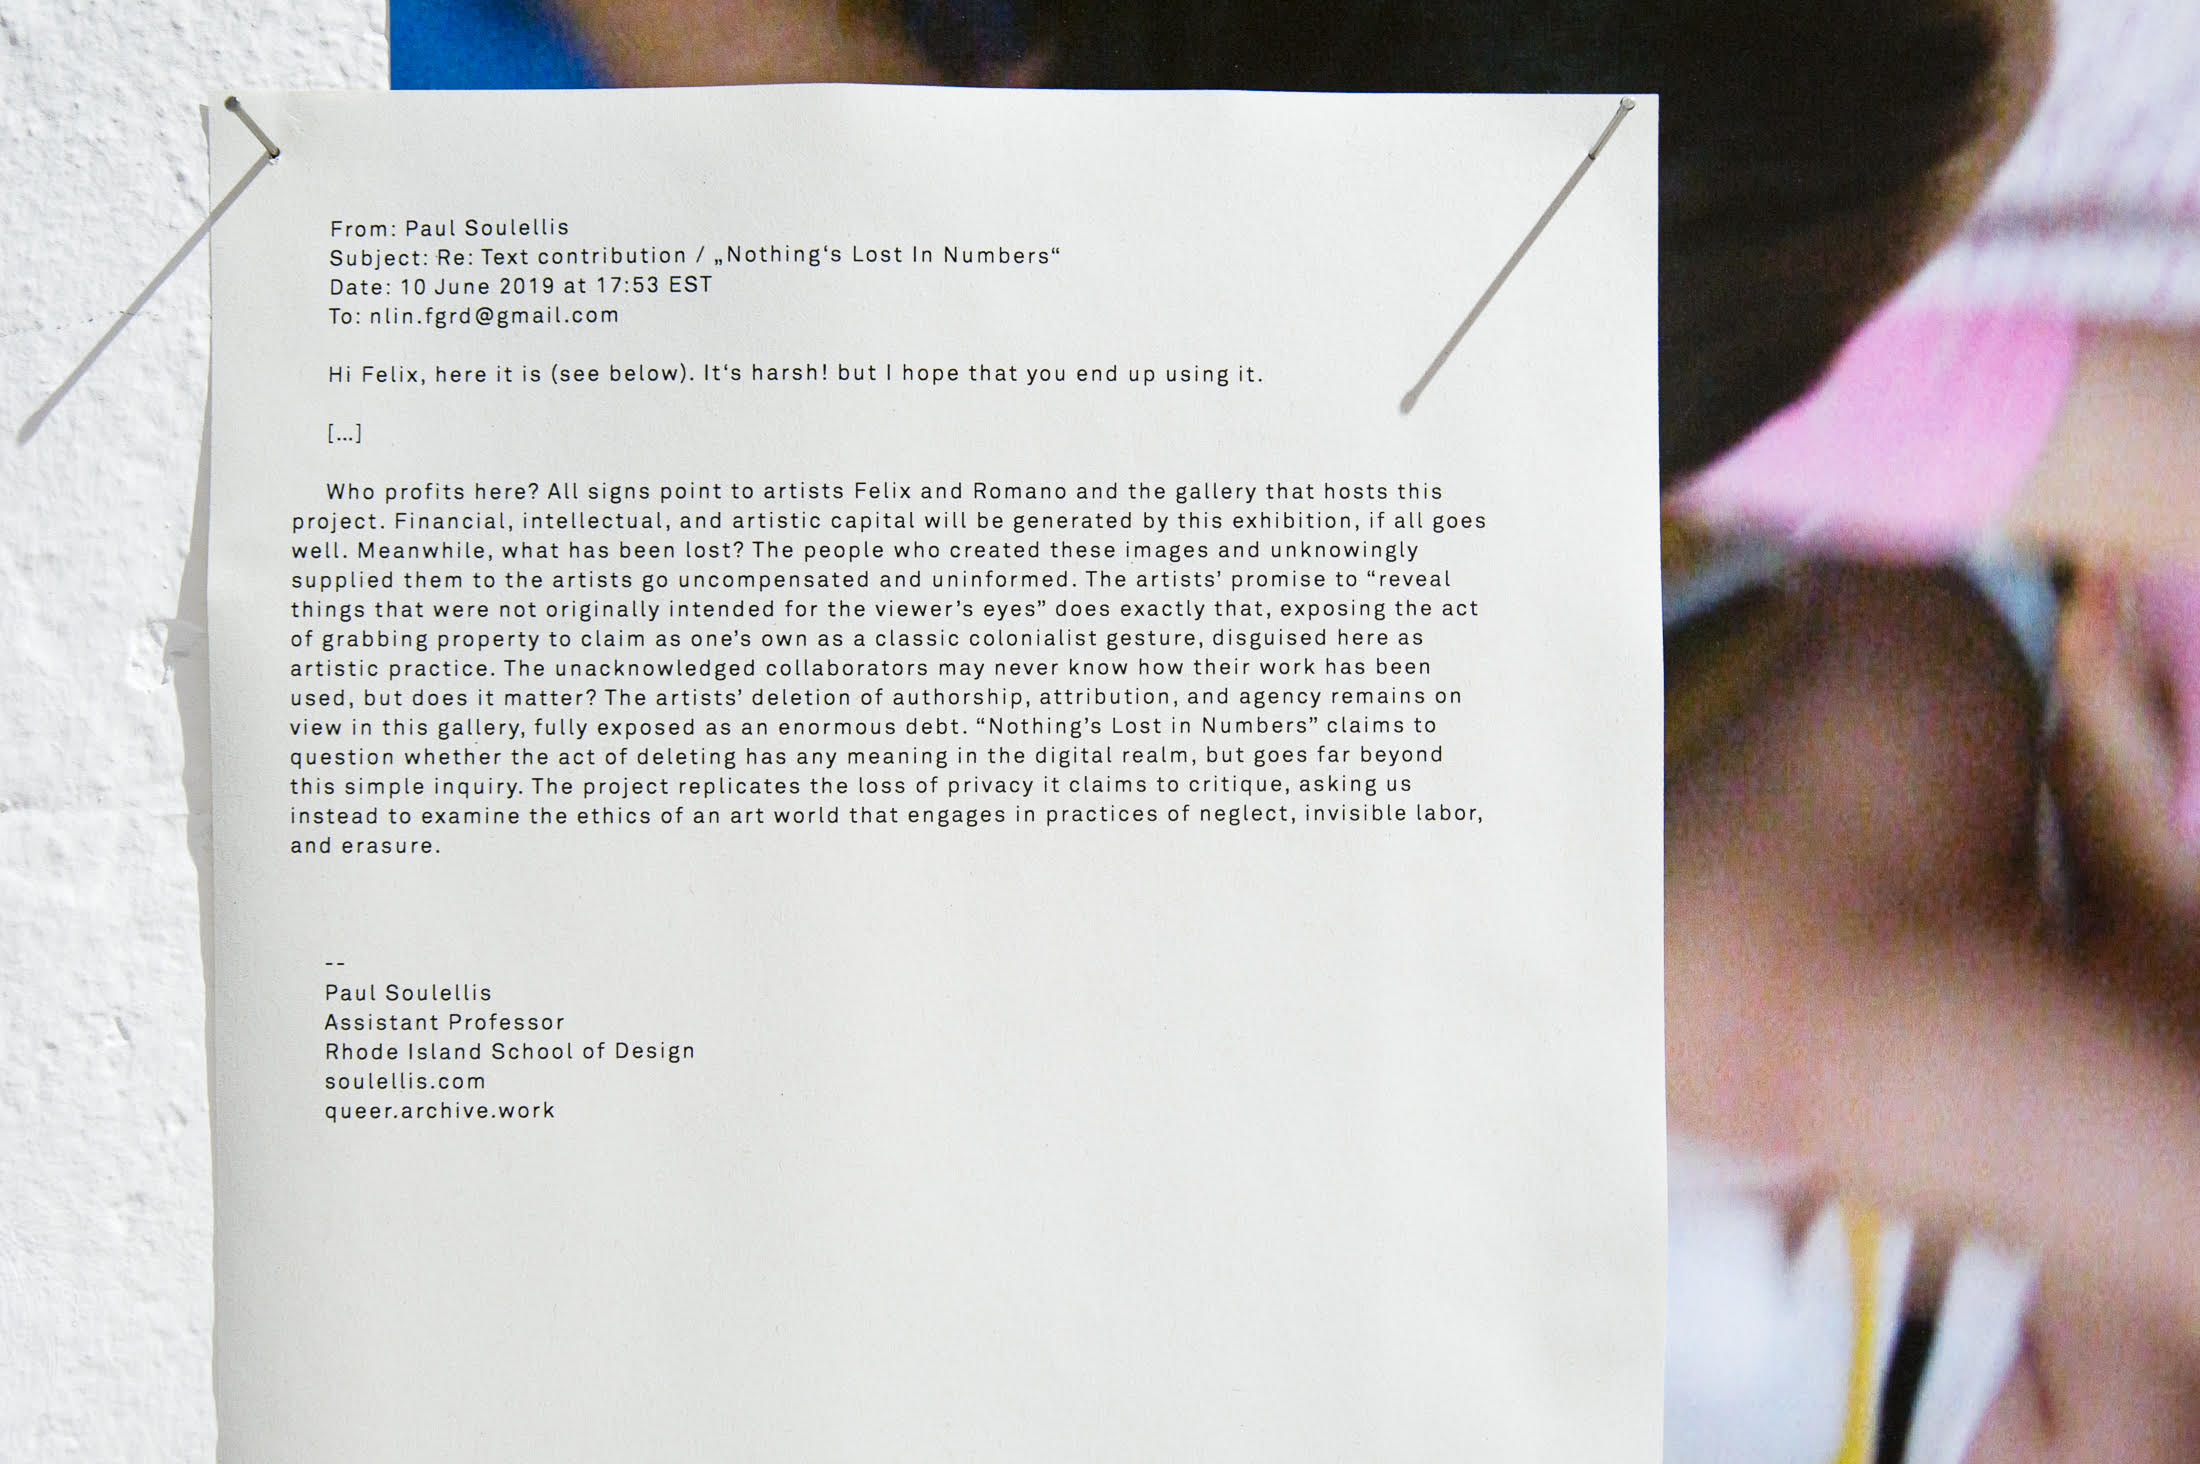 From: Paul Soulellis
Subject: Re: Text contribution / „Nothing‘s Lost In Numbers“
Date: 10 June 2019 at 17:53 EST
To: nlin.fgrd@gmail.com
Hi Felix, here it is (see below). It‘s harsh! but I hope that you end up using it.
[...]
Who profits here? All signs point to artists Felix and Romano and the gallery that hosts this
project. Financial, intellectual, and artistic capital will be generated by this exhibition, if all goes
well. Meanwhile, what has been lost? The people who created these images and unknowingly
supplied them to the artists go uncompensated and uninformed. The artists’ promise to “reveal
things that were not originally intended for the viewer’s eyes” does exactly that, exposing the act
of grabbing property to claim as one’s own as a classic colonialist gesture, disguised here as
artistic practice. The unacknowledged collaborators may never know how their work has been
used, but does it matter? The artists’ deletion of authorship, attribution, and agency remains on
view in this gallery, fully exposed as an enormous debt. “Nothing’s Lost in Numbers” claims to
question whether the act of deleting has any meaning in the digital realm, but goes far beyond
this simple inquiry. The project replicates the loss of privacy it claims to critique, asking us
instead to examine the ethics of an art world that engages in practices of neglect, invisible labor,
and erasure.
--
Paul Soulellis
Assistant Professor
Rhode Island School of Design
soulellis.com
queer.archive.work